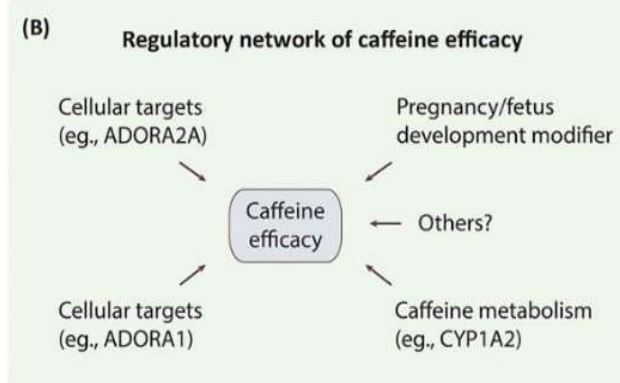 (B)
Regulatory network of caffeine efficacy
Cellular targets
(eg., ADORA2A)
Pregnancy/fetus
development modifier
Caffeine
efficacy
Others?
Cellular targets
(eg., ADORA1)
Caffeine metabolism
(eg., CYP1A2)